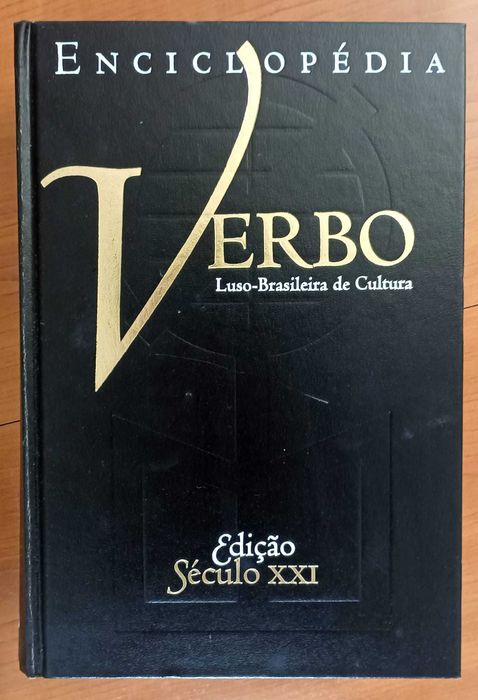 ENCICLOPÉDIA
VERBO
Luso-Brasileira de Cultura
Edição
Século XXI